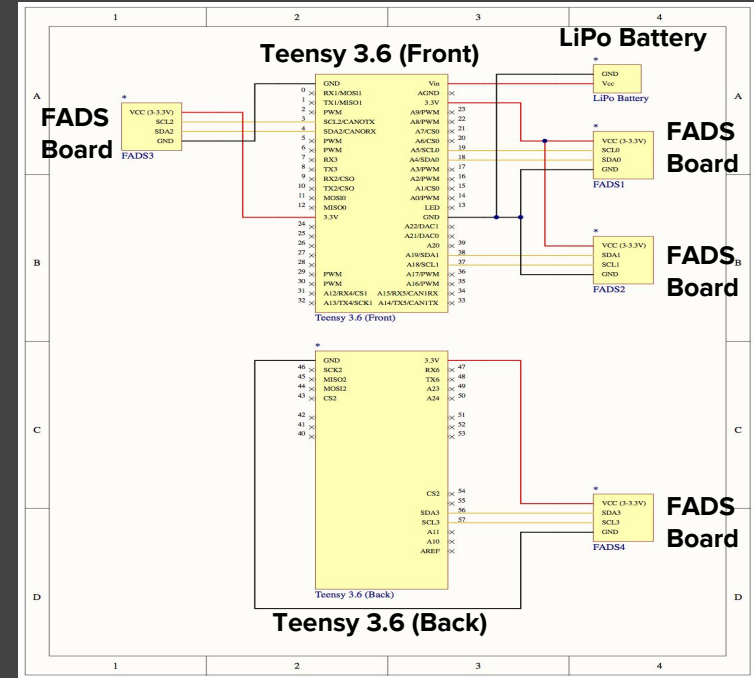 1 2 3 4
LiPo Battery
Teensy 3.6 (Front)
*
GND
Vcc
LiPo Battery
A A
FADS
Board
*
VCC (3-3.3V)
SCL2
SDA2
GND
FADS3
GND Vin
0 RX1/MOSI1 AGND
1 TX1/MISO1 3.3V
2 PWM A9/PWM 23
3 SCL2/CANOTX A8/PWM 22
4 SDA2/CANORX A7/CS0 21
5 PWM A6/CS0 20
6 PWM A5/SCL0 19
7 RX3 A4/SDA0 18
8 TX3 A3/PWM 17
9 RX2/CSO A2/PWM 16
10 TX2/CSO A1/CS0 15
11 MOSI0 A0/PWM 14
12 MISO0 LED 13
3.3V GND
24 A22/DAC1
25 A21/DAC0
26 A20 39
27 A19/SDA1 38
28 A18/SCL1 37
29 PWM A17/PWM 36
30 PWM A16/PWM 35
31 A12/RX4/CS1 A15/RX5/CAN1RX 34
32 A13/TX4/SCK1 A14/TX5/CAN1TX 33
Teensy 3.6 (Front)
*
VCC (3-3.3V)
SCL0
SDA0
GND
FADS1
FADS
Board
*
VCC (3-3.3V)
SDA1
SCL1
GND
FADS2
FADS
Board
B B
*
GND 3.3V
46 SCK2 RX6 47
45 MISO2 TX6 48
44 MOSI2 A23 49
43 CS2 A24 50
42 51
41 52
40 53
CS2 54
55
SDA3 56
SCL3 57
A11
A10
AREF
Teensy 3.6 (Back)
C C
*
VCC (3-3.3V)
SDA3
SCL3
GND
FADS4
FADS
Board
D D
Teensy 3.6 (Back)
1 2 3 4